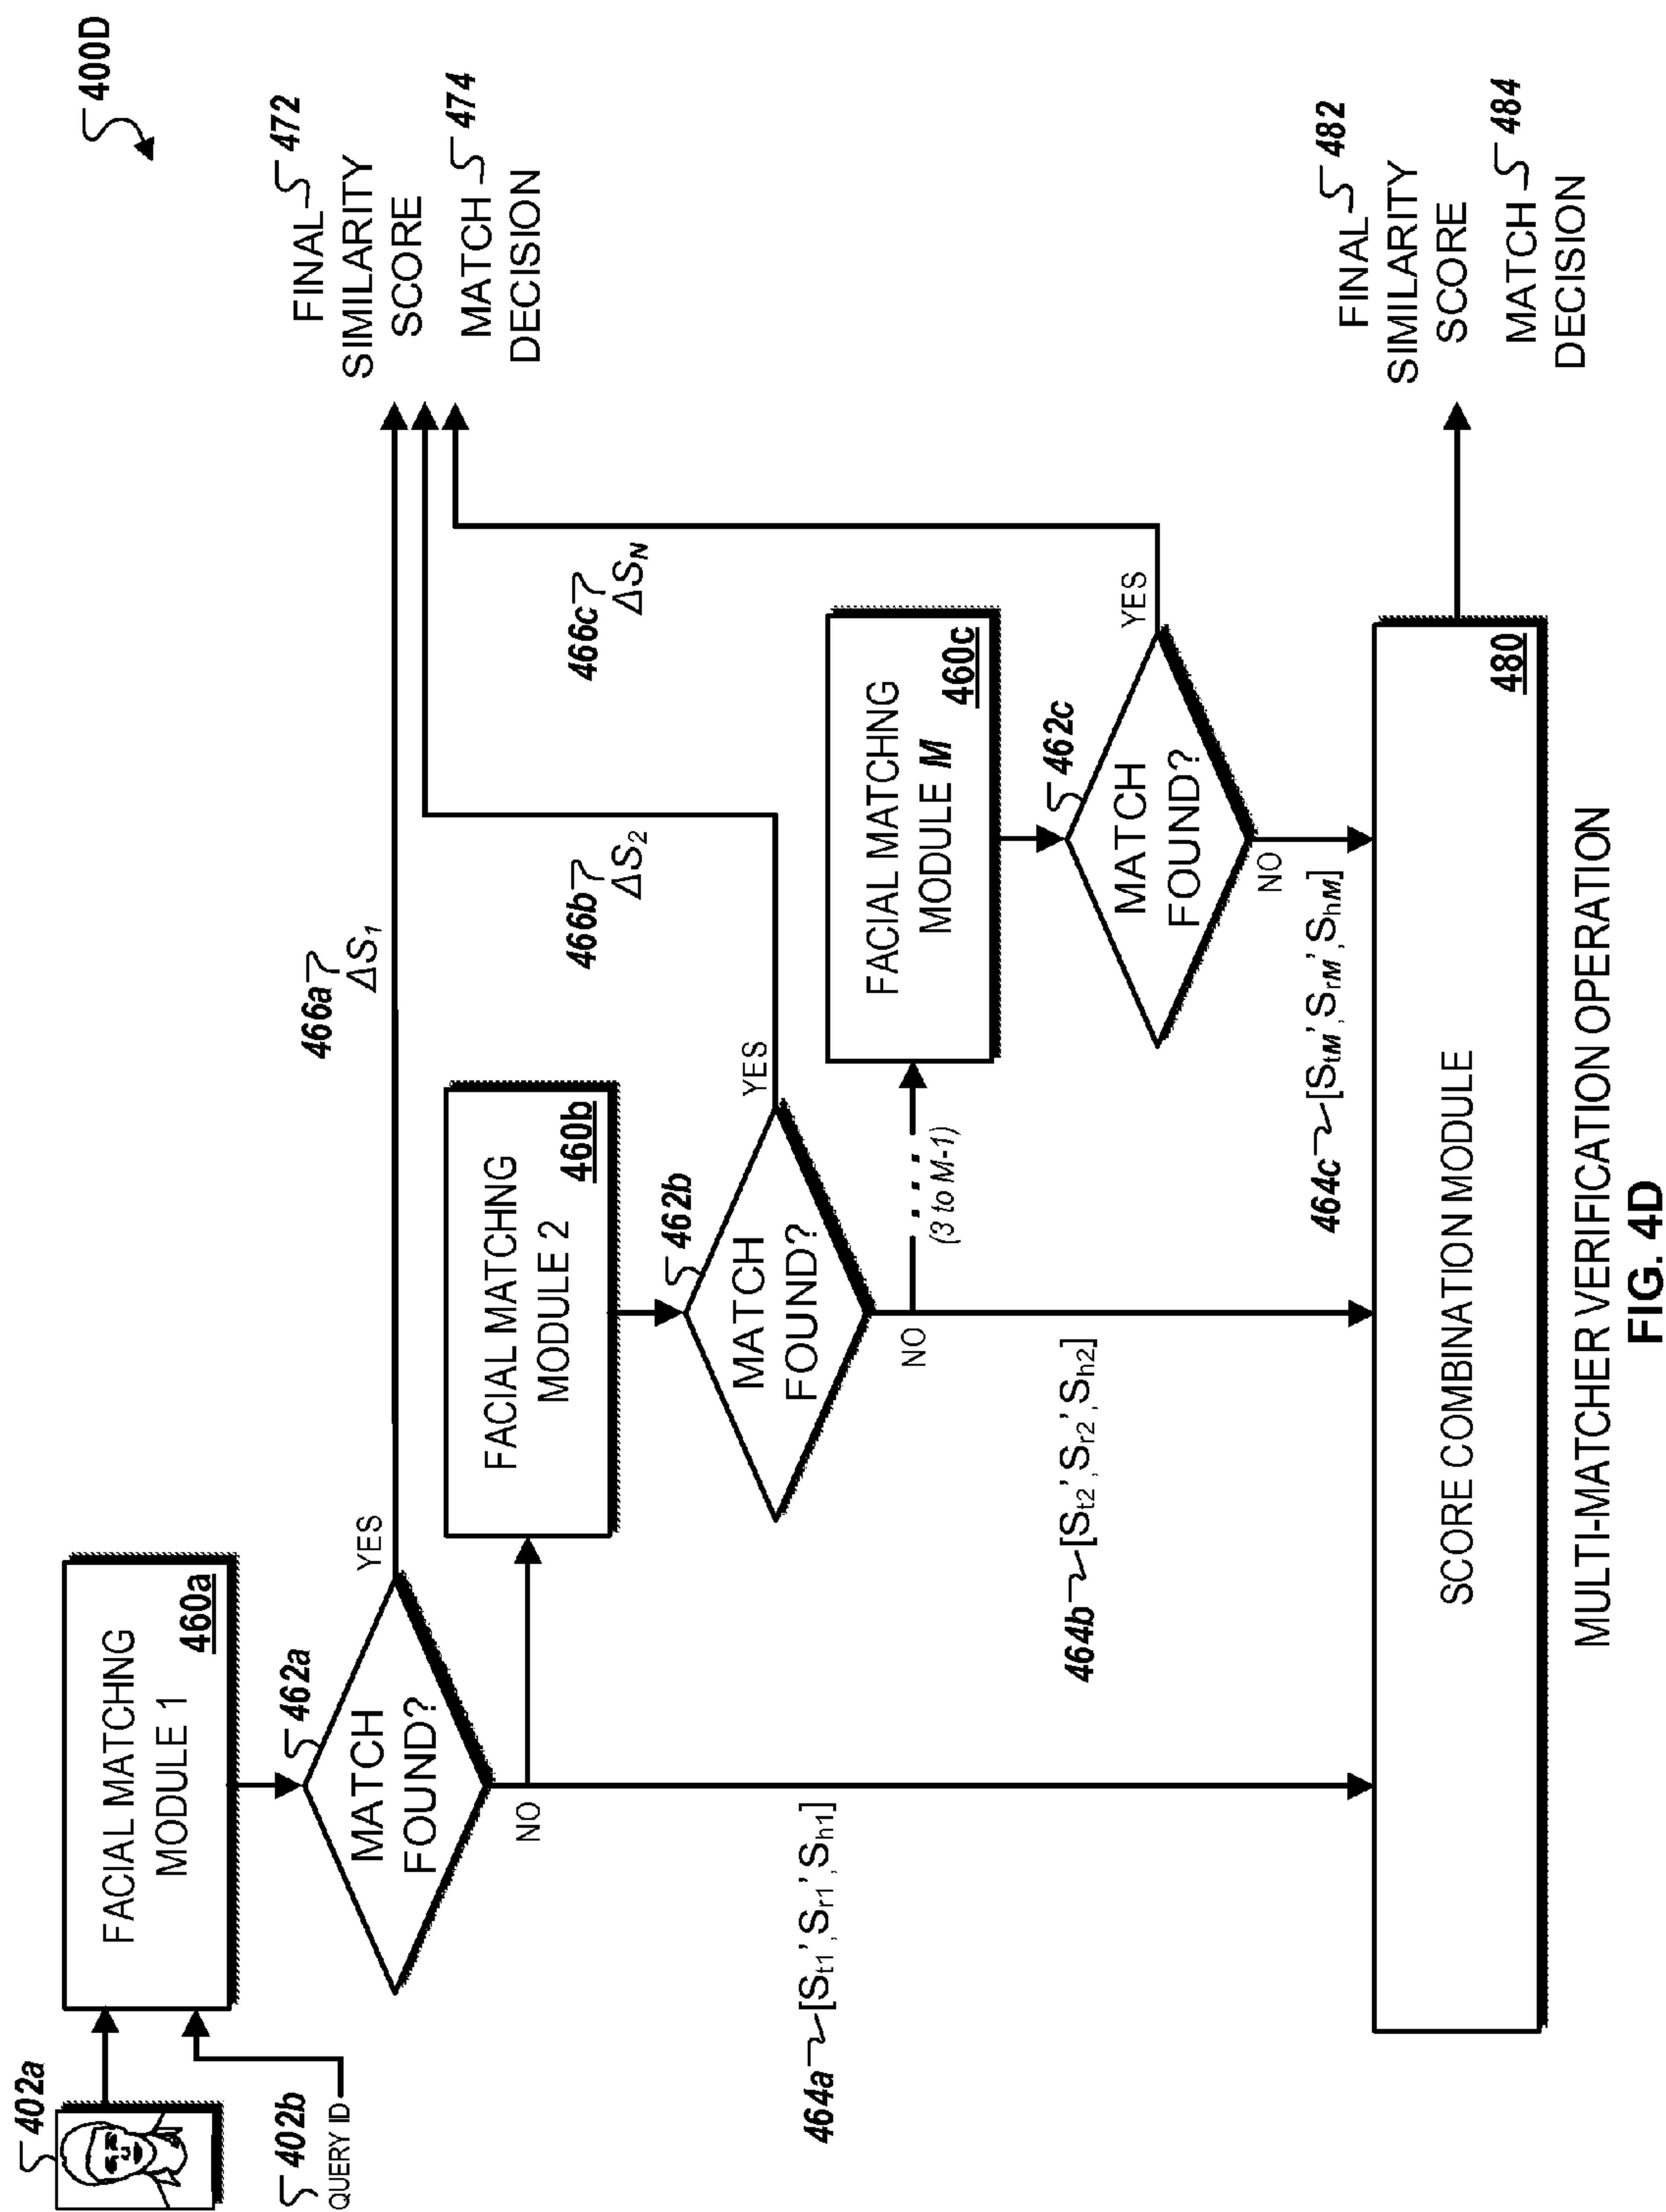 400D
402a
402b
QUERY ID
FACIAL MATCHNG
MODULE 1
460a
462a
MATCH
FOUND?
YES
NO
466a
ΔS1
FACIAL MATCHNG
MODULE 2
460b
462b
MATCH
FOUND?
YES
NO
466b
ΔS2
(3 to M-1)
FACIAL MATCHNG
MODULE M
460c
462c
MATCH
FOUND?
YES
NO
466c
ΔSN
FINAL 472
SIMILARITY
SCORE
MATCH 474
DECISION
464a [St1',Sr1',Sh1]
464b [St2',Sr2',Sh2]
464c [StM',SrM',ShM]
SCORE COMBINATION MODULE
480
FINAL 482
SIMILARITY
SCORE
MATCH 484
DECISION
MULTI-MATCHER VERIFICATION OPERATION
FIG. 4D